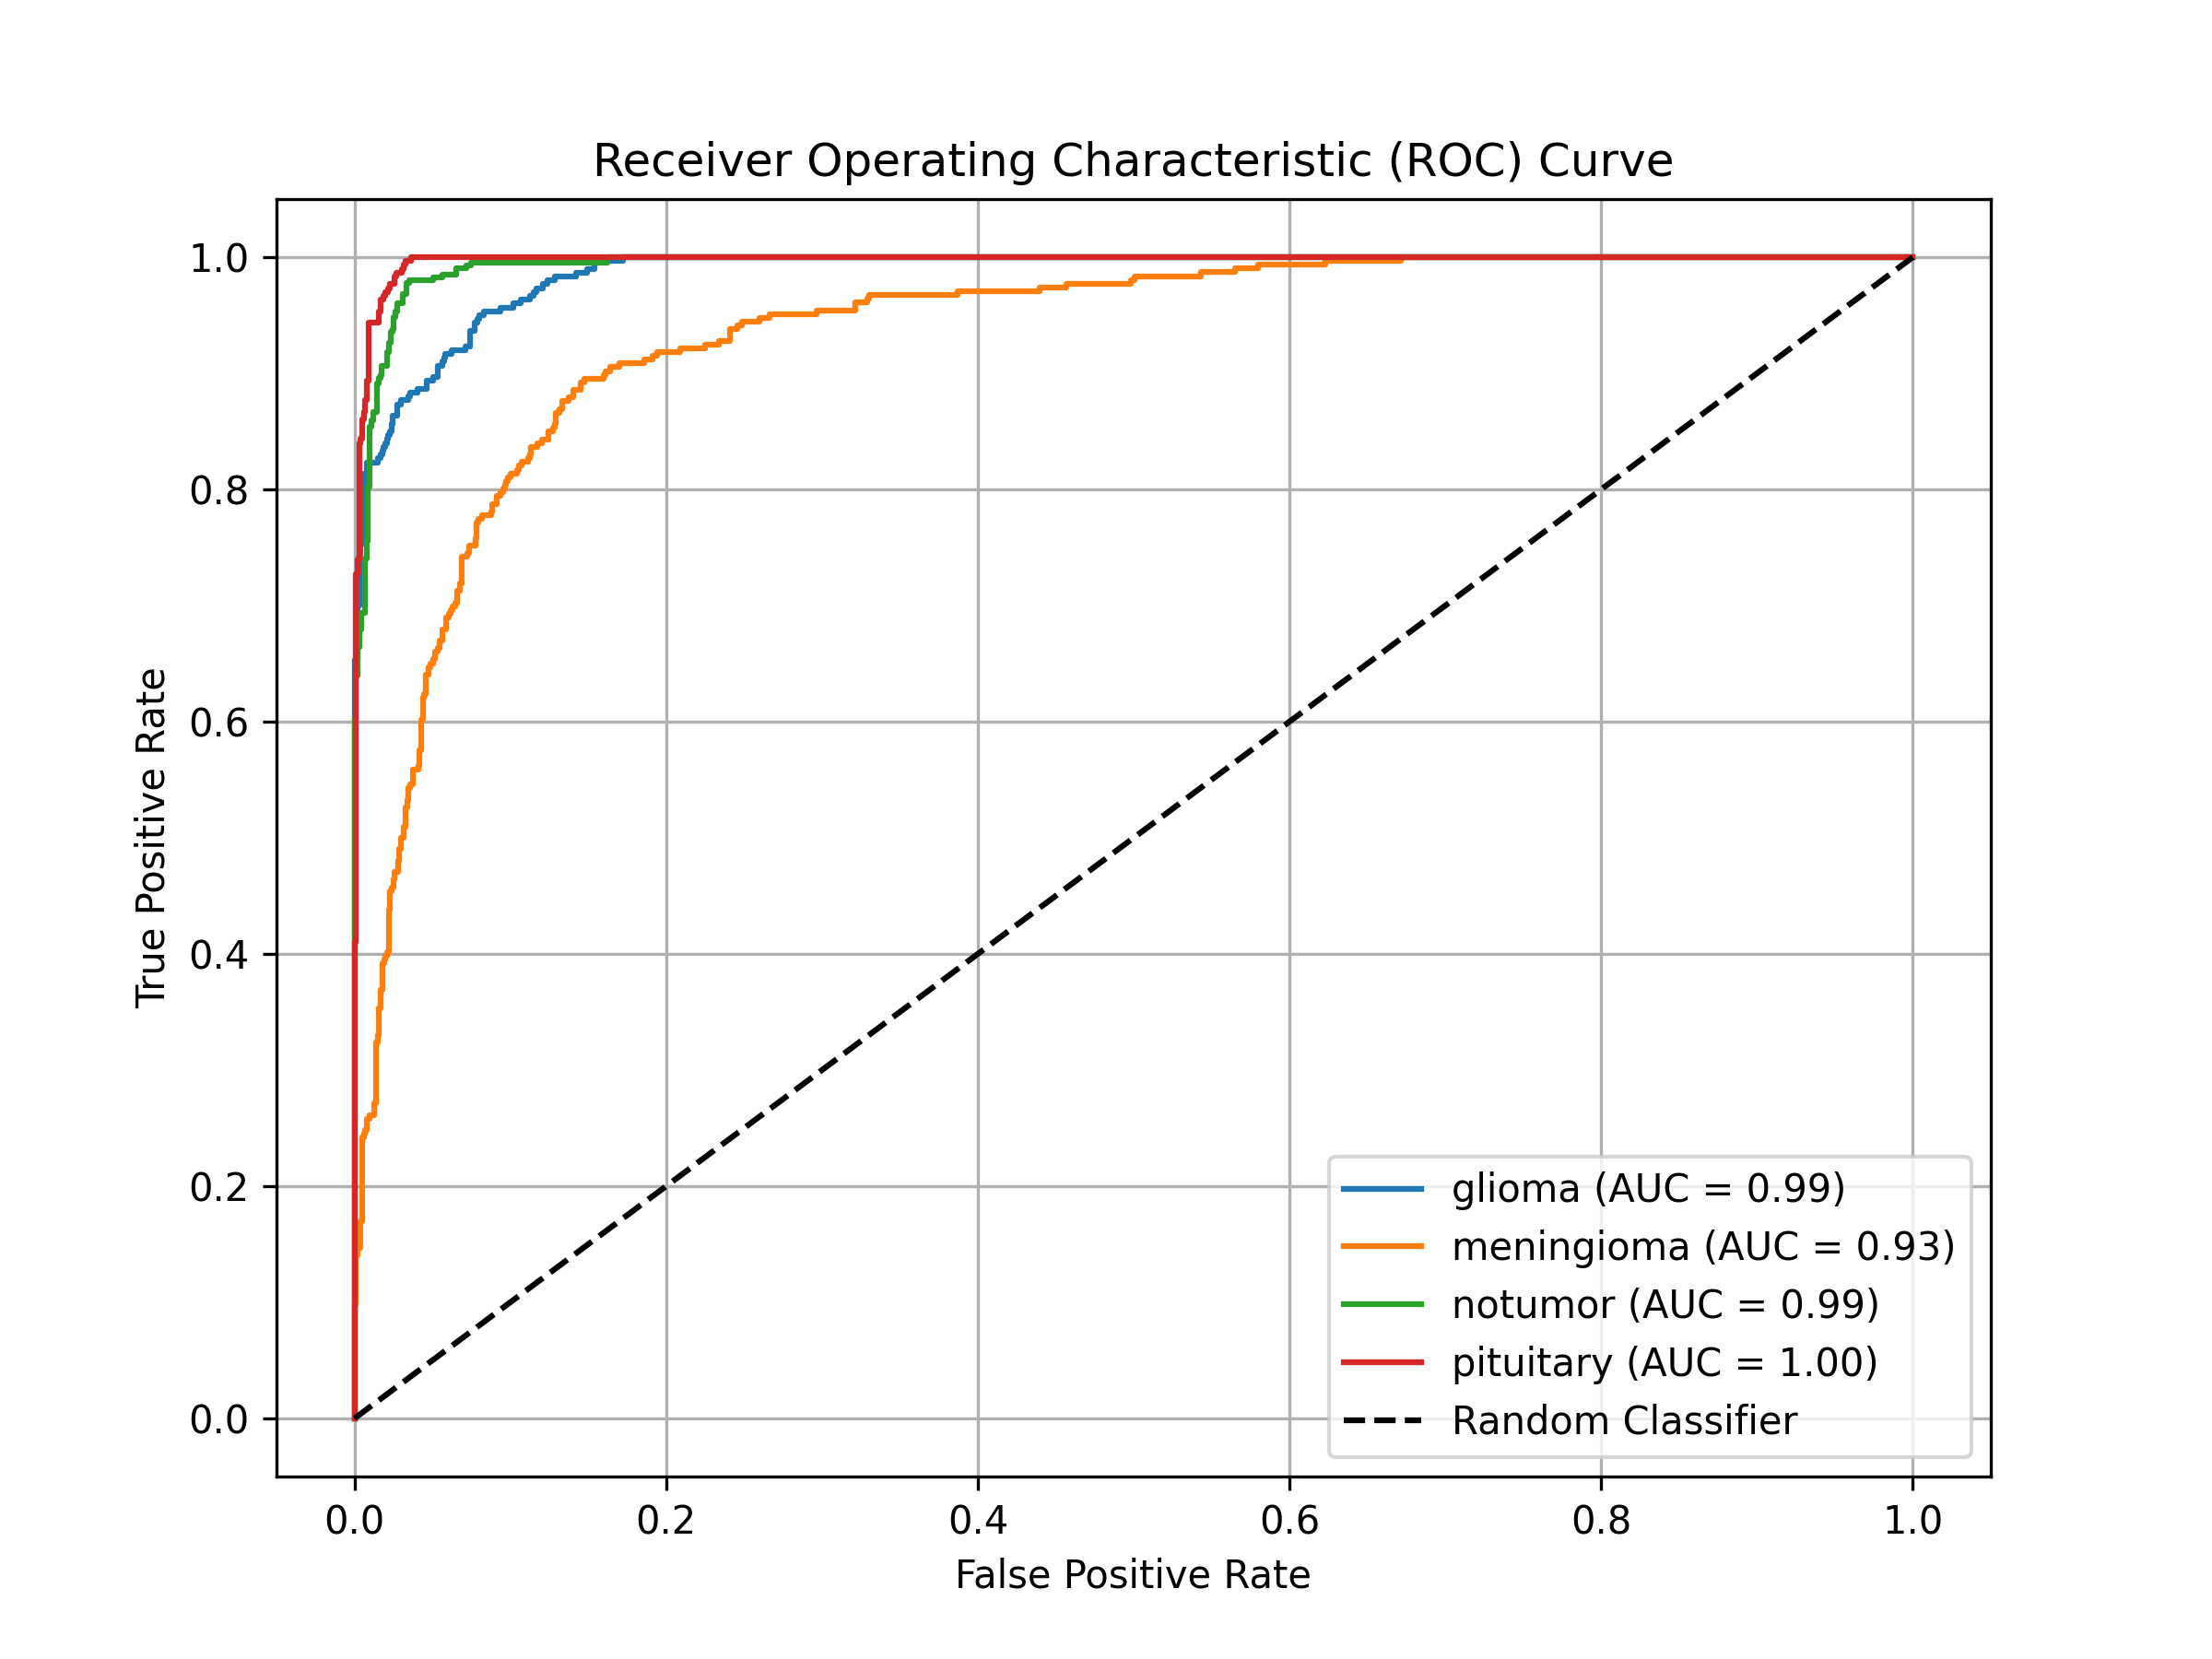 Receiver Operating Characteristic (ROC) Curve
True Positive Rate
1.0
0.8
0.6
0.4
0.2
0.0
glioma (AUC = 0.99)
meningioma (AUC = 0.93)
notumor (AUC = 0.99)
pituitary (AUC = 1.00)
Random Classifier
0.0 0.2 0.4 0.6 0.8 1.0
False Positive Rate